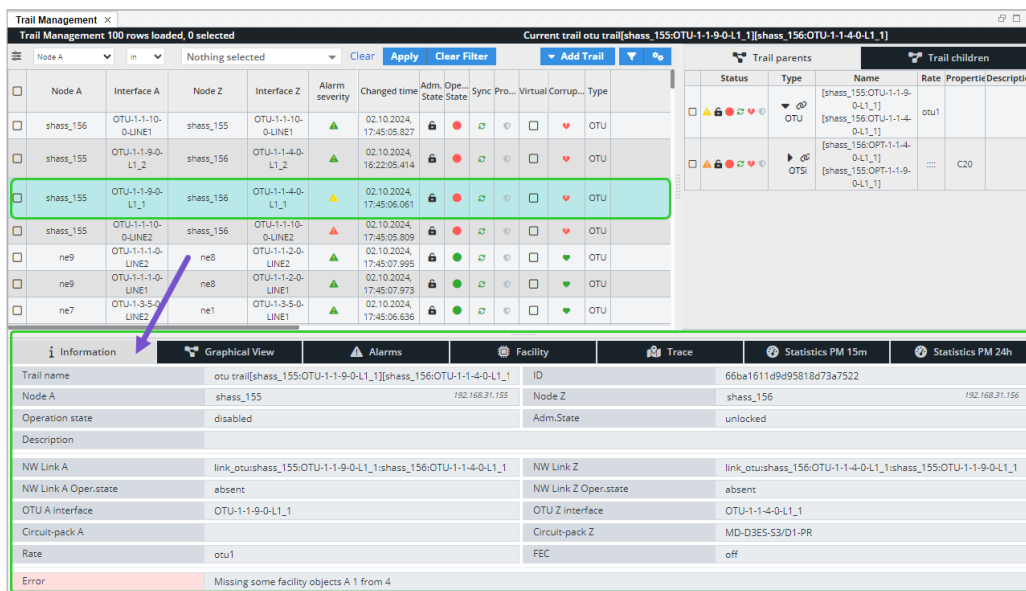 Trail Management ×
Trail Management 100 rows loaded, 0 selected
Current trail otu trail[shass_155:OTU-1-1-9-0-L1_1][shass_156:OTU-1-1-4-0-L1_1]
Node A in Nothing selected Clear Apply Clear Filter Add Trail
Trail parents Trail children
Node A Interface A Node Z Interface Z Alarm severity Changed time Adm. State Ope... State Sync Pro... Virtual Corrup... Type
shass_156 OTU-1-1-10-0-LINE1 shass_155 OTU-1-1-10-0-LINE1 02.10.2024, 17:45:05.827 OTU
shass_155 OTU-1-1-9-0-L1_2 shass_156 OTU-1-1-4-0-L1_2 02.10.2024, 16:22:05.414 OTU
shass_155 OTU-1-1-9-0-L1_1 shass_156 OTU-1-1-4-0-L1_1 02.10.2024, 17:45:06.061 OTU
shass_155 OTU-1-1-10-0-LINE2 shass_156 OTU-1-1-10-0-LINE2 02.10.2024, 17:45:05.809 OTU
ne9 OTU-1-1-1-0-LINE2 ne8 OTU-1-1-2-0-LINE2 02.10.2024, 17:45:07.995 OTU
ne9 OTU-1-1-1-0-LINE1 ne8 OTU-1-1-2-0-LINE1 02.10.2024, 17:45:07.973 OTU
ne7 OTU-1-3-5-0-LINE2 ne1 OTU-1-3-5-0-LINE1 02.10.2024, 17:45:06.636 OTU
Status Type Name Rate Propertie Descriptio
OTU [shass_155:OTU-1-1-9-0-L1_1] [shass_156:OTU-1-1-4-0-L1_1] otu1
OTSi [shass_156:OPT-1-1-4-0-L1_1] [shass_155:OPT-1-1-9-0-L1_1] C20
Information Graphical View Alarms Facility Trace Statistics PM 15m Statistics PM 24h
Trail name otu trail[shass_155:OTU-1-1-9-0-L1_1][shass_156:OTU-1-1-4-0-L1_1 ID 66ba1611d9d95818d73a7522
Node A shass_155 192.168.31.155 Node Z shass_156 192.168.31.156
Operation state disabled Adm.State unlocked
Description
NW Link A link_otu:shass_155:OTU-1-1-9-0-L1_1:shass_156:OTU-1-1-4-0-L1_1 NW Link Z link_otu:shass_156:OTU-1-1-4-0-L1_1:shass_155:OTU-1-1-9-0-L1_1
NW Link A Oper.state absent NW Link Z Oper.state absent
OTU A interface OTU-1-1-9-0-L1_1 OTU Z interface OTU-1-1-4-0-L1_1
Circuit-pack A Circuit-pack Z MD-D3ES-S3/D1-PR
Rate otu1 FEC off
Error Missing some facility objects A 1 from 4